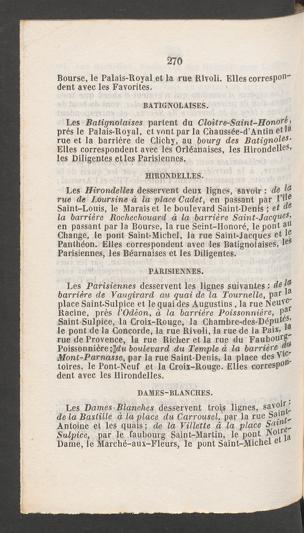 270
Bourse, le Palais-Royal et la rue Rivoli. Elles correspon-
dent avec les Favorites.
BATIGNOLAISES.
Les Batignolaises partent du Cloître-Saint-Honoré,
près le Palais-Royal, et vont par la Chaussée-d'Antin et la
rue et la barrière de Clichy, au bourg des Batignoles.
Elles correspondent avec les Orléanaises, les Hirondelles,
les Diligentes et les Parisiennes.
HIRONDELLES.
Les Hirondelles desservent deux lignes, savoir : de la
rue de Loursine à la place Cadet, en passant par l'île
Saint-Louis, le Marais et le boulevard Saint-Denis ; et de
la barrière Rochechouard à la barrière Saint-Jacques,
en passant par la Bourse, la rue Saint-Honoré, le pont au
Change, le pont Saint-Michel, la rue Saint-Jacques et le
Panthéon. Elles correspondent avec les Batignolaises, les
Parisiennes, les Béarnaises et les Diligentes.
PARISIENNES.
Les Parisiennes desservent les lignes suivantes : de la
barrière de Vaugirard au quai de la Tournelle, par la
place Saint-Sulpice et le quai des Augustins, la rue Neuve-
Racine, près l'Odéon, à la barrière Poissonnière, par
Saint-Sulpice, la Croix-Rouge, la Chambre-des-Députés,
le pont de la Concorde, la rue Rivoli, la rue de la Paix, la
rue de Provence, la rue Richer et la rue du Faubourg-
Poissonnière; du boulevard du Temple à la barrière du
Mont-Parnasse, par la rue Saint-Denis, la place des Vic-
toires, le Pont-Neuf et la Croix-Rouge. Elles correspon-
dent avec les Hirondelles.
DAMES-BLANCHES.
Les Dames-Blanches desservent trois lignes, savoir :
de la Bastille à la place du Carrousel, par la rue Saint-
Antoine et les quais ; de la Villette à la place Saint-
Sulpice, par le faubourg Saint-Martin, le pont Notre-
Dame, le Marché-aux-Fleurs, le pont Saint-Michel et la